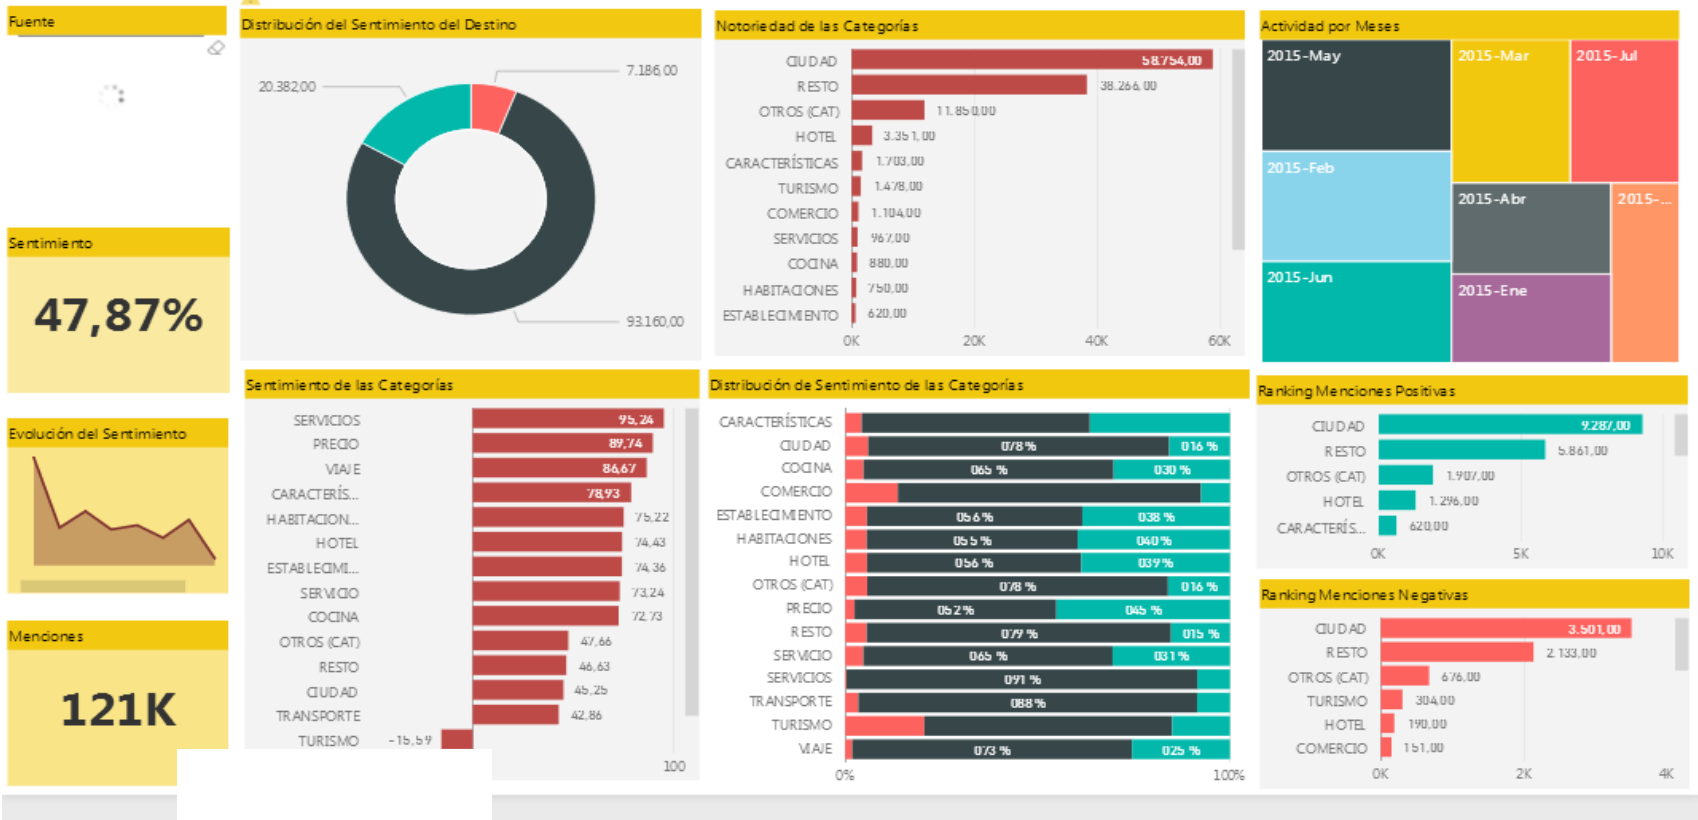 Fuente
Sentimiento
47,87%
Evolución del Sentimiento
Menciones
121K
Distribución del Sentimiento del Destino
7.186,00
20.382,00
93.160,00
Notoriedad de las Categorías
CIUDAD 58.754,00
RESTO 38.266,00
OTROS (CAT) 11.850,00
HOTEL 3.351,00
CARACTERÍSTICAS 1.703,00
TURISMO 1.478,00
COMERCIO 1.104,00
SERVICIOS 967,00
COCINA 880,00
HABITACIONES 750,00
ESTABLECIMIENTO 620,00
0K 20K 40K 60K
Actividad por Meses
2015-May
2015-Mar
2015-Jul
2015-Feb
2015-Abr
2015-...
2015-Jun
2015-Ene
Sentimiento de las Categorías
SERVICIOS 95,24
PRECIO 89,74
VIAJE 86,67
CARACTERÍS... 78,93
HABITACION... 75,22
HOTEL 74,43
ESTABLECIMI... 74,36
SERVICIO 73,24
COCINA 72,73
OTROS (CAT) 47,66
RESTO 46,63
CIUDAD 45,25
TRANSPORTE 42,86
TURISMO -15,59
100
Distribución de Sentimiento de las Categorías
CARACTERÍSTICAS
CIUDAD 078 % 016 %
COCINA 065 % 030 %
COMERCIO
ESTABLECIMIENTO 056 % 038 %
HABITACIONES 055 % 040 %
HOTEL 056 % 039 %
OTROS (CAT) 078 % 016 %
PRECIO 052 % 045 %
RESTO 079 % 015 %
SERVICIO 065 % 031 %
SERVICIOS 091 %
TRANSPORTE 088 %
TURISMO
VIAJE 073 % 025 %
0% 100%
Ranking Menciones Positivas
CIUDAD 9.287,00
RESTO 5.861,00
OTROS (CAT) 1.907,00
HOTEL 1.296,00
CARACTERÍS... 620,00
0K 5K 10K
Ranking Menciones Negativas
CIUDAD 3.501,00
RESTO 2.133,00
OTROS (CAT) 676,00
TURISMO 304,00
HOTEL 190,00
COMERCIO 151,00
0K 2K 4K